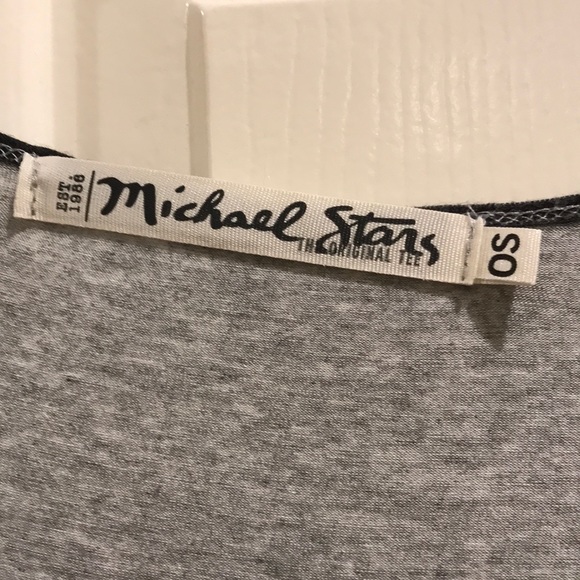 EST.
1986
Michael Stars
THE ORIGINAL TEE
OS